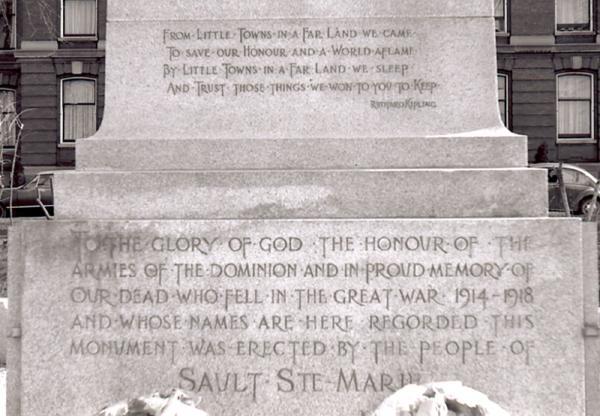 From Little Towns in a Far Land we came
To save our Honour and a World aflame
By Little Towns in a Far Land we sleep
And Trust those things we won to you to Keep
Rudyard Kipling
TO THE GLORY OF GOD · THE HONOUR OF · THE
ARMIES OF THE DOMINION AND IN PROUD MEMORY OF
OUR DEAD WHO FELL IN THE GREAT WAR 1914-1918
AND WHOSE NAMES ARE HERE RECORDED THIS
MONUMENT WAS ERECTED BY THE PEOPLE OF
SAULT · STE-MARIE